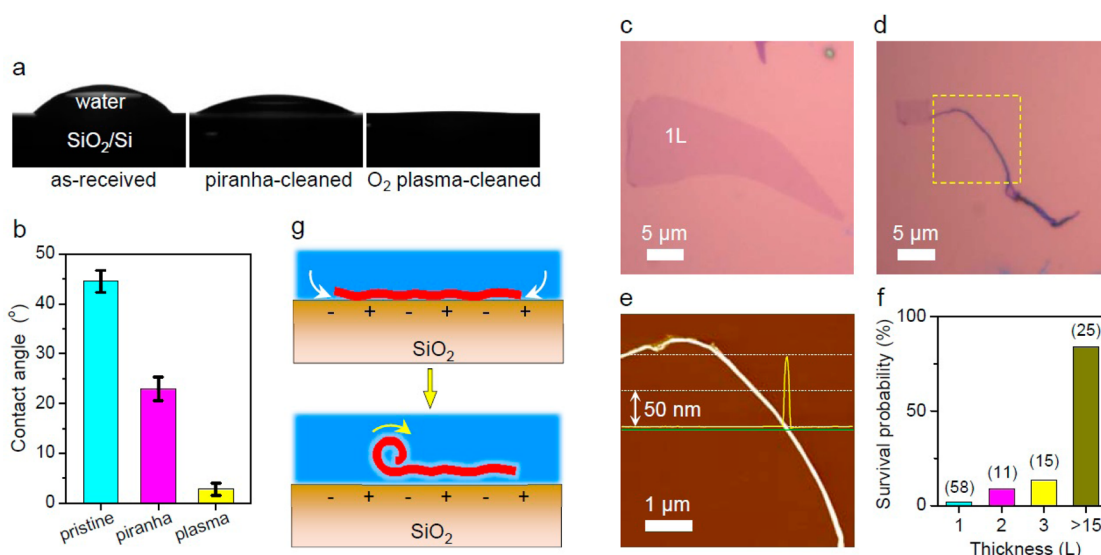 a
water
SiO₂/Si
as-received
piranha-cleaned
O₂ plasma-cleaned
b
Contact angle (°)
50
40
30
20
10
0
pristine
piranha
plasma
g
- + - + - +
SiO₂
- + - + - +
SiO₂
c
1L
5 µm
d
5 µm
e
50 nm
1 µm
f
Survival probability (%)
100
50
0
(58)
(11)
(15)
(25)
1 2 3 >15
Thickness (L)